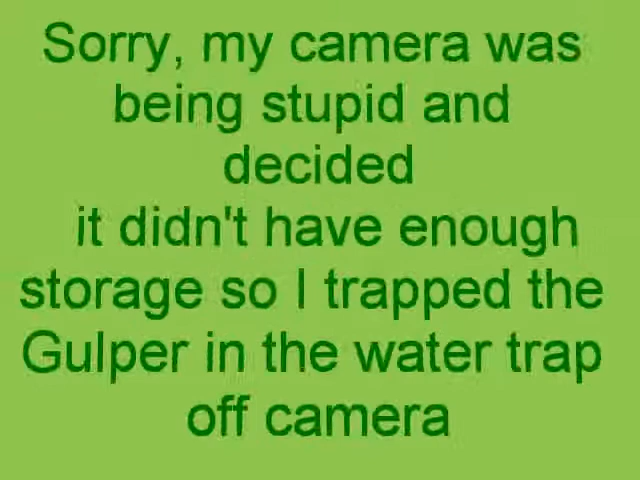 Sorry, my camera was
being stupid and
decided
it didn't have enough
storage so I trapped the
Gulper in the water trap
off camera